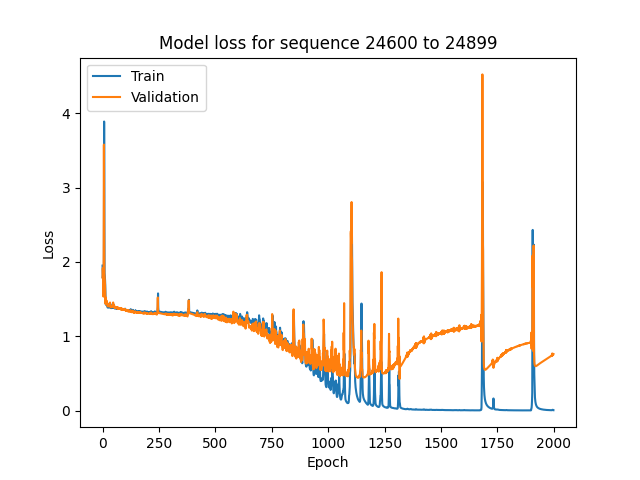 Model loss for sequence 24600 to 24899
Train
Validation
Loss
4
3
2
1
0
0 250 500 750 1000 1250 1500 1750 2000
Epoch